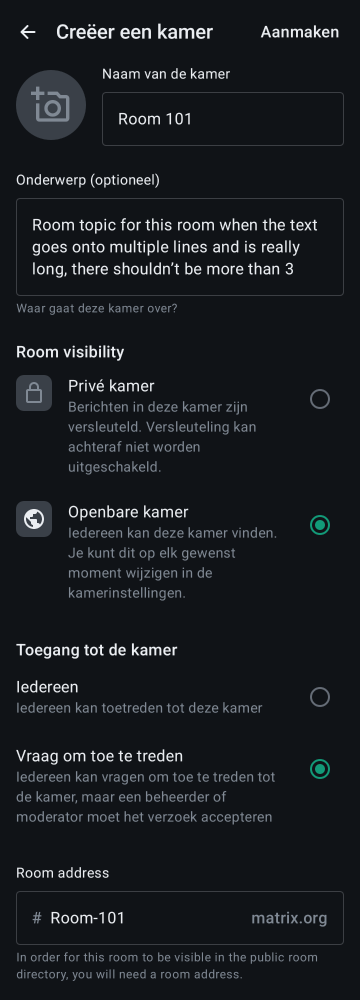 Creëer een kamer
Aanmaken
Naam van de kamer
Room 101
Onderwerp (optioneel)
Room topic for this room when the text
goes onto multiple lines and is really
long, there shouldn’t be more than 3
Waar gaat deze kamer over?
Room visibility
Privé kamer
Berichten in deze kamer zijn
versleuteld. Versleuteling kan
achteraf niet worden
uitgeschakeld.
Openbare kamer
Iedereen kan deze kamer vinden.
Je kunt dit op elk gewenst
moment wijzigen in de
kamerinstellingen.
Toegang tot de kamer
Iedereen
Iedereen kan toetreden tot deze kamer
Vraag om toe te treden
Iedereen kan vragen om toe te treden tot
de kamer, maar een beheerder of
moderator moet het verzoek accepteren
Room address
# Room-101 matrix.org
In order for this room to be visible in the public room
directory, you will need a room address.